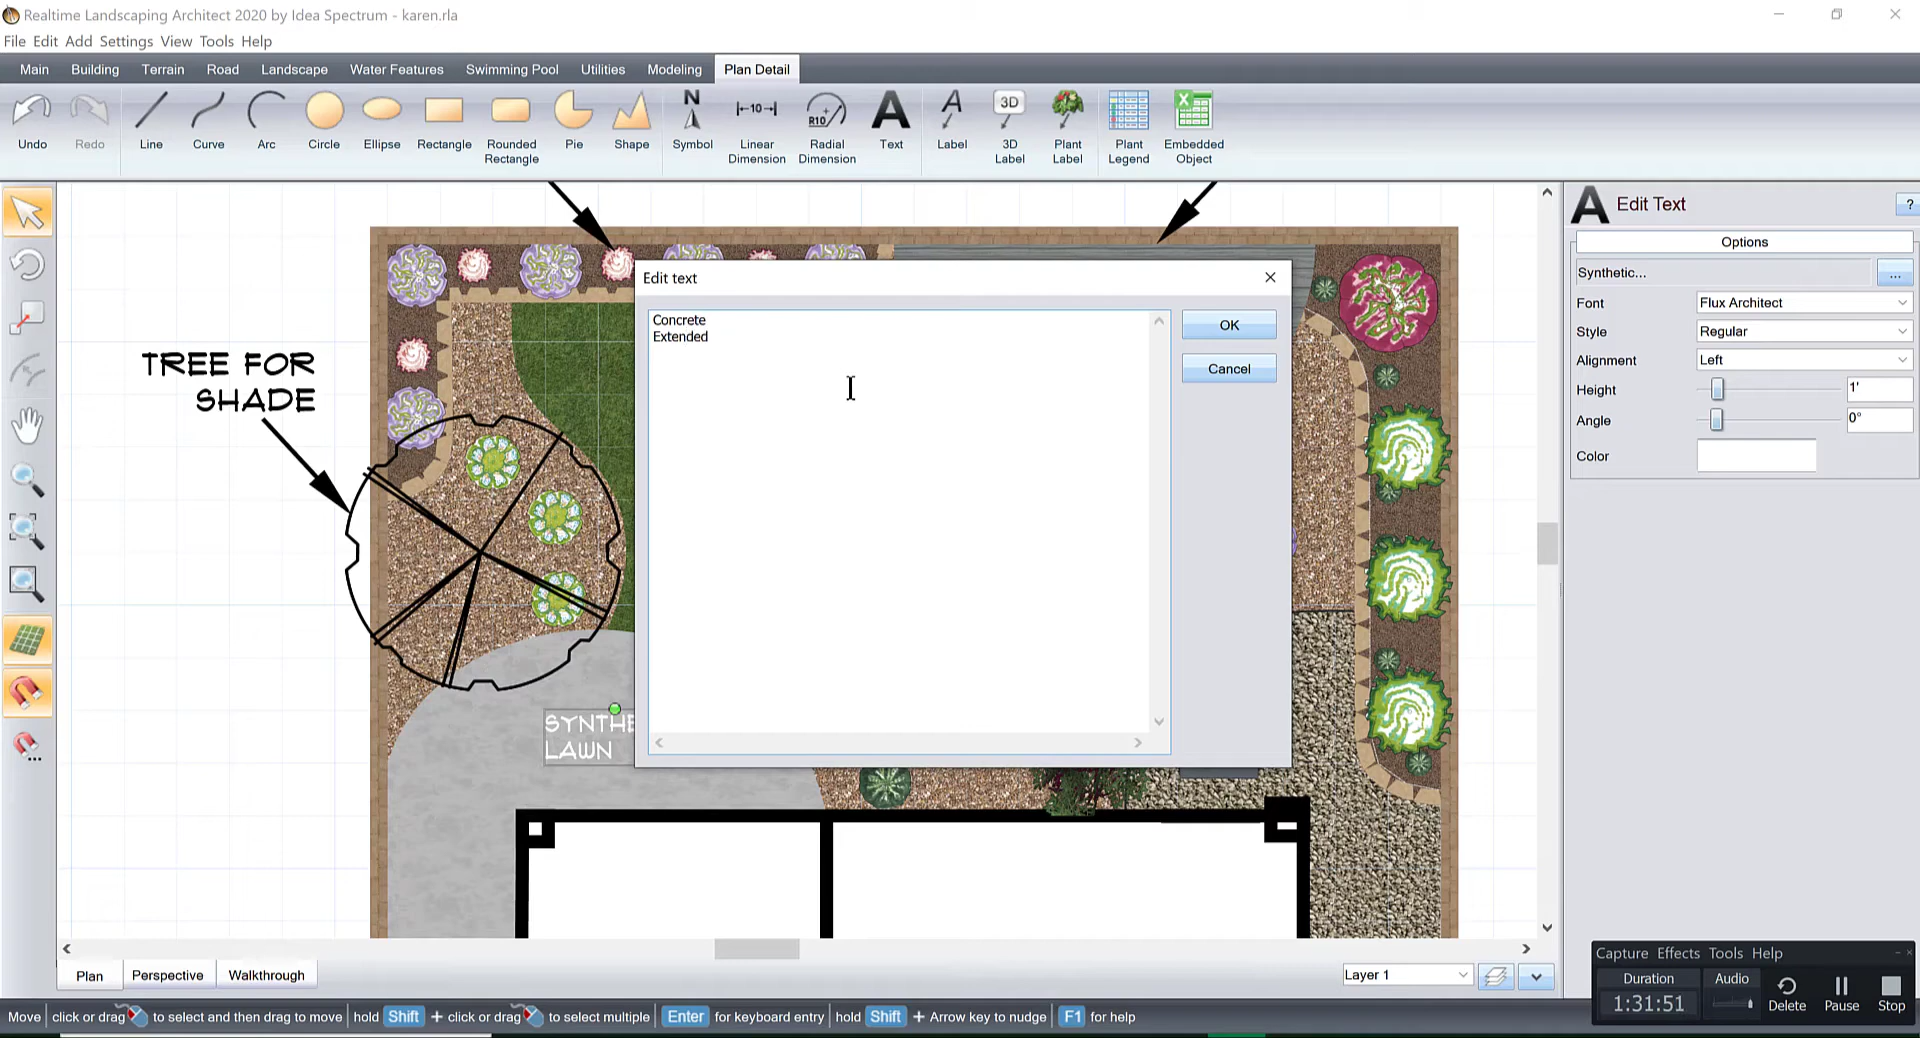 Realtime Landscaping Architect 2020 by Idea Spectrum - karen.rla
File Edit Add Settings View Tools Help
Main Building Terrain Road Landscape Water Features Swimming Pool Utilities Modeling Plan Detail
N
10
R10
A
A
3D
X
Undo Redo Line Curve Arc Circle Ellipse Rectangle Rounded Rectangle Pie Shape Symbol Linear Dimension Radial Dimension Text Label 3D Label Plant Label Plant Legend Embedded Object
A Edit Text
?
Options
Synthetic...
...
Font Flux Architect
Style Regular
Alignment Left
Height 1'
Angle 0°
Color
Edit text
Concrete
Extended
OK
Cancel
TREE FOR
SHADE
SYNTHE
LAWN
Plan Perspective Walkthrough
Layer 1
Capture Effects Tools Help
Duration Audio
1:31:51 Delete Pause Stop
Move click or drag to select and then drag to move hold Shift + click or drag to select multiple Enter for keyboard entry hold Shift + Arrow key to nudge F1 for help